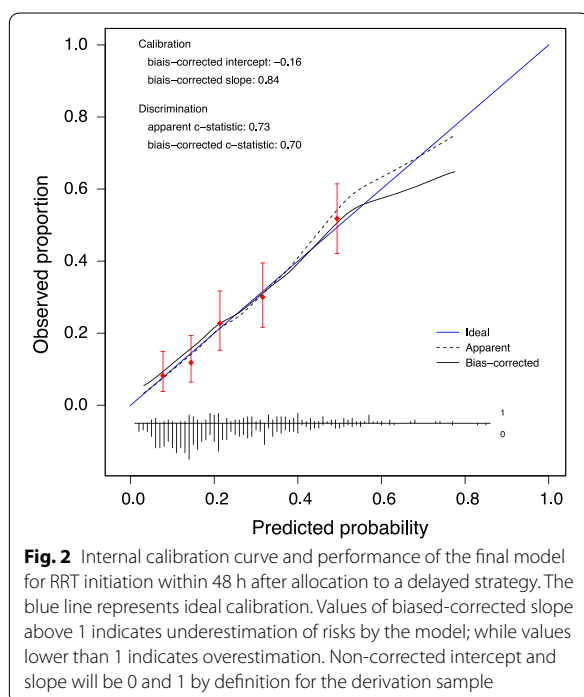 Calibration
biais-corrected intercept: -0.16
biais-corrected slope: 0.84
Discrimination
apparent c-statistic: 0.73
biais-corrected c-statistic: 0.70
Observed proportion
1.0
0.8
0.6
0.4
0.2
0.0
Ideal
Apparent
Bias-corrected
1
0
0.0 0.2 0.4 0.6 0.8 1.0
Predicted probability
Fig. 2 Internal calibration curve and performance of the final model
for RRT initiation within 48 h after allocation to a delayed strategy. The
blue line represents ideal calibration. Values of biased-corrected slope
above 1 indicates underestimation of risks by the model; while values
lower than 1 indicates overestimation. Non-corrected intercept and
slope will be 0 and 1 by definition for the derivation sample